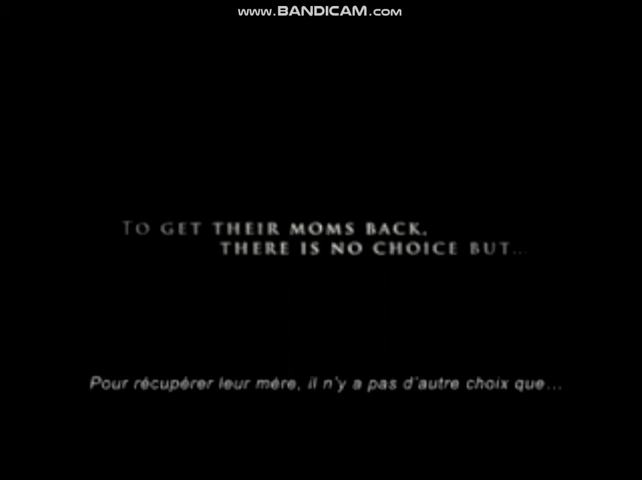 www.BANDICAM.com
TO GET THEIR MOMS BACK,
THERE IS NO CHOICE BUT...
Pour récupérer leur mère, il n'y a pas d'autre choix que...